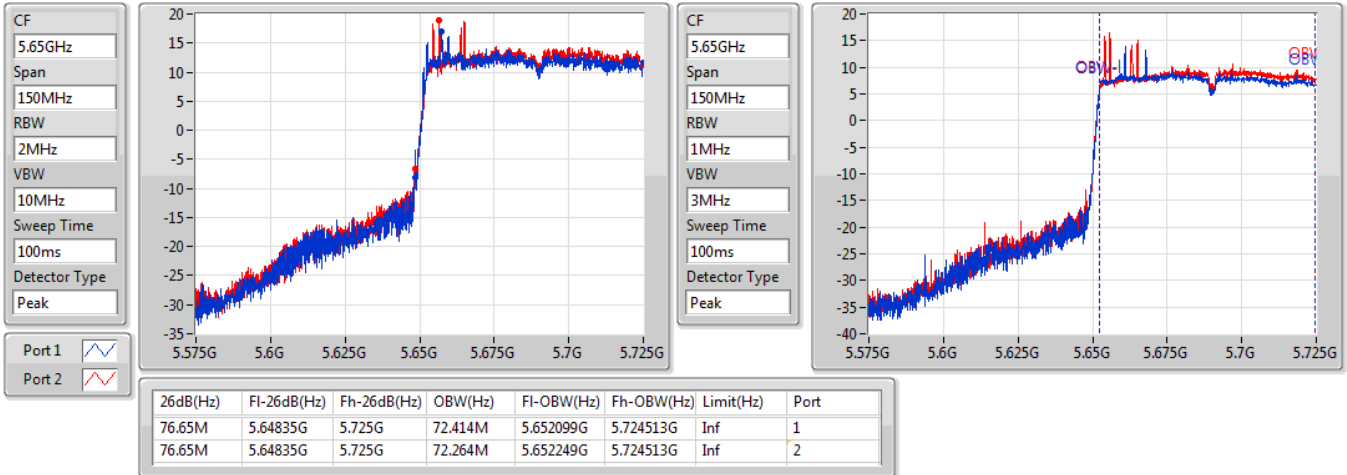 CF
5.65GHz
Span
150MHz
RBW
2MHz
VBW
10MHz
Sweep Time
100ms
Detector Type
Peak
Port 1
Port 2
20
15
10
5
0
-5
-10
-15
-20
-25
-30
-35
5.575G 5.6G 5.625G 5.65G 5.675G 5.7G 5.725G
CF
5.65GHz
Span
150MHz
RBW
1MHz
VBW
3MHz
Sweep Time
100ms
Detector Type
Peak
20
15
10
5
0
-5
-10
-15
-20
-25
-30
-35
-40
OBW-
5.575G 5.6G 5.625G 5.65G 5.675G 5.7G 5.725G
26dB(Hz) Fl-26dB(Hz) Fh-26dB(Hz) OBW(Hz) Fl-OBW(Hz) Fh-OBW(Hz) Limit(Hz) Port
76.65M 5.64835G 5.725G 72.414M 5.652099G 5.724513G Inf 1
76.65M 5.64835G 5.725G 72.264M 5.652249G 5.724513G Inf 2